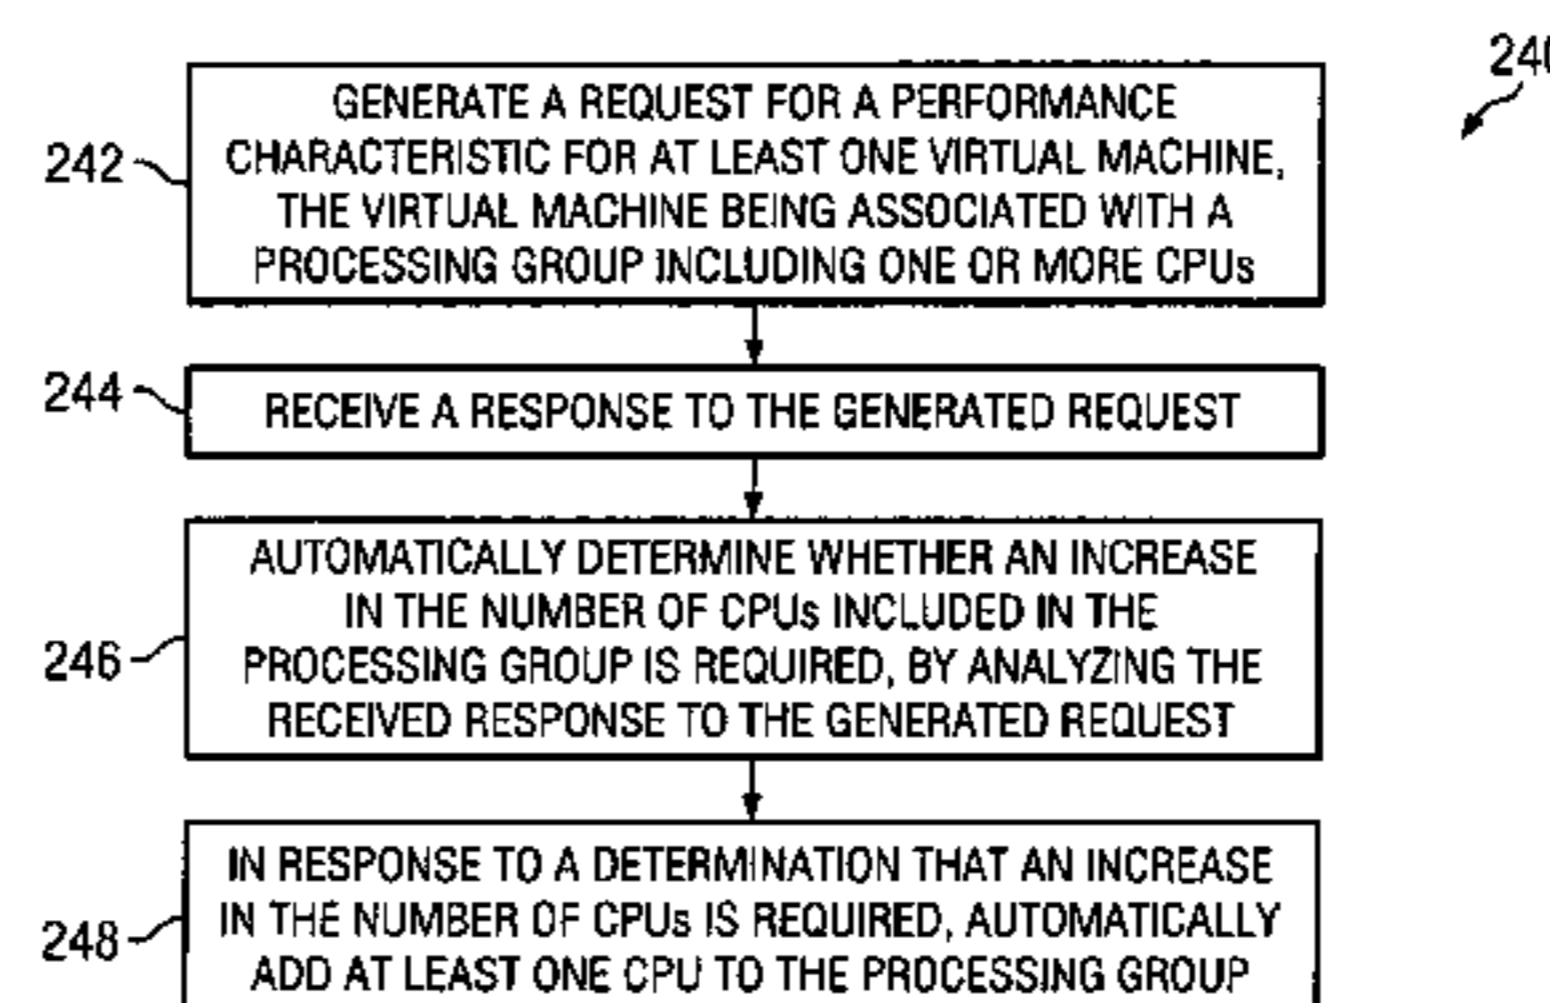 240
242
GENERATE A REQUEST FOR A PERFORMANCE
CHARACTERISTIC FOR AT LEAST ONE VIRTUAL MACHINE,
THE VIRTUAL MACHINE BEING ASSOCIATED WITH A
PROCESSING GROUP INCLUDING ONE OR MORE CPUs
244
RECEIVE A RESPONSE TO THE GENERATED REQUEST
246
AUTOMATICALLY DETERMINE WHETHER AN INCREASE
IN THE NUMBER OF CPUs INCLUDED IN THE
PROCESSING GROUP IS REQUIRED, BY ANALYZING THE
RECEIVED RESPONSE TO THE GENERATED REQUEST
248
IN RESPONSE TO A DETERMINATION THAT AN INCREASE
IN THE NUMBER OF CPUs IS REQUIRED, AUTOMATICALLY
ADD AT LEAST ONE CPU TO THE PROCESSING GROUP